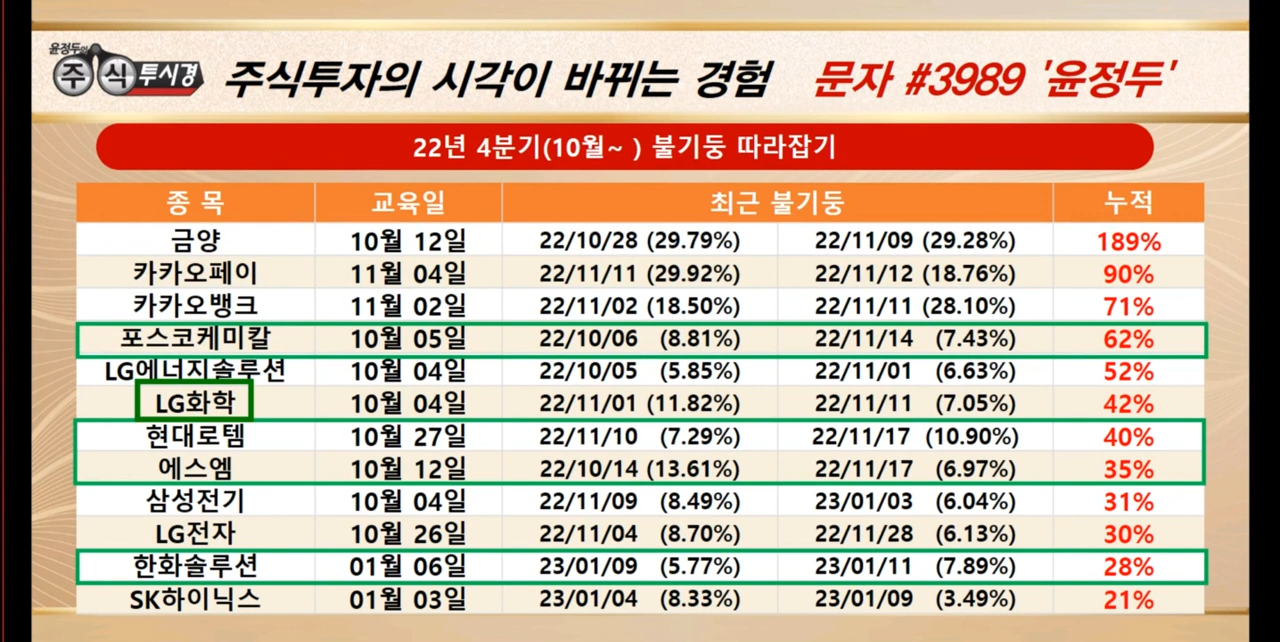 윤정두의
주식투시경
주식투자의 시각이 바뀌는 경험 문자 #3989 '윤정두'
22년 4분기(10월~ ) 불기둥 따라잡기
종 목 교육일 최근 불기둥 누적
금양 10월 12일 22/10/28 (29.79%) 22/11/09 (29.28%) 189%
카카오페이 11월 04일 22/11/11 (29.92%) 22/11/12 (18.76%) 90%
카카오뱅크 11월 02일 22/11/02 (18.50%) 22/11/11 (28.10%) 71%
포스코케미칼 10월 05일 22/10/06 (8.81%) 22/11/14 (7.43%) 62%
LG에너지솔루션 10월 04일 22/10/05 (5.85%) 22/11/01 (6.63%) 52%
LG화학 10월 04일 22/11/01 (11.82%) 22/11/11 (7.05%) 42%
현대로템 10월 27일 22/11/10 (7.29%) 22/11/17 (10.90%) 40%
에스엠 10월 12일 22/10/14 (13.61%) 22/11/17 (6.97%) 35%
삼성전기 10월 04일 22/11/09 (8.49%) 23/01/03 (6.04%) 31%
LG전자 10월 26일 22/11/04 (8.70%) 22/11/28 (6.13%) 30%
한화솔루션 01월 06일 23/01/09 (5.77%) 23/01/11 (7.89%) 28%
SK하이닉스 01월 03일 23/01/04 (8.33%) 23/01/09 (3.49%) 21%